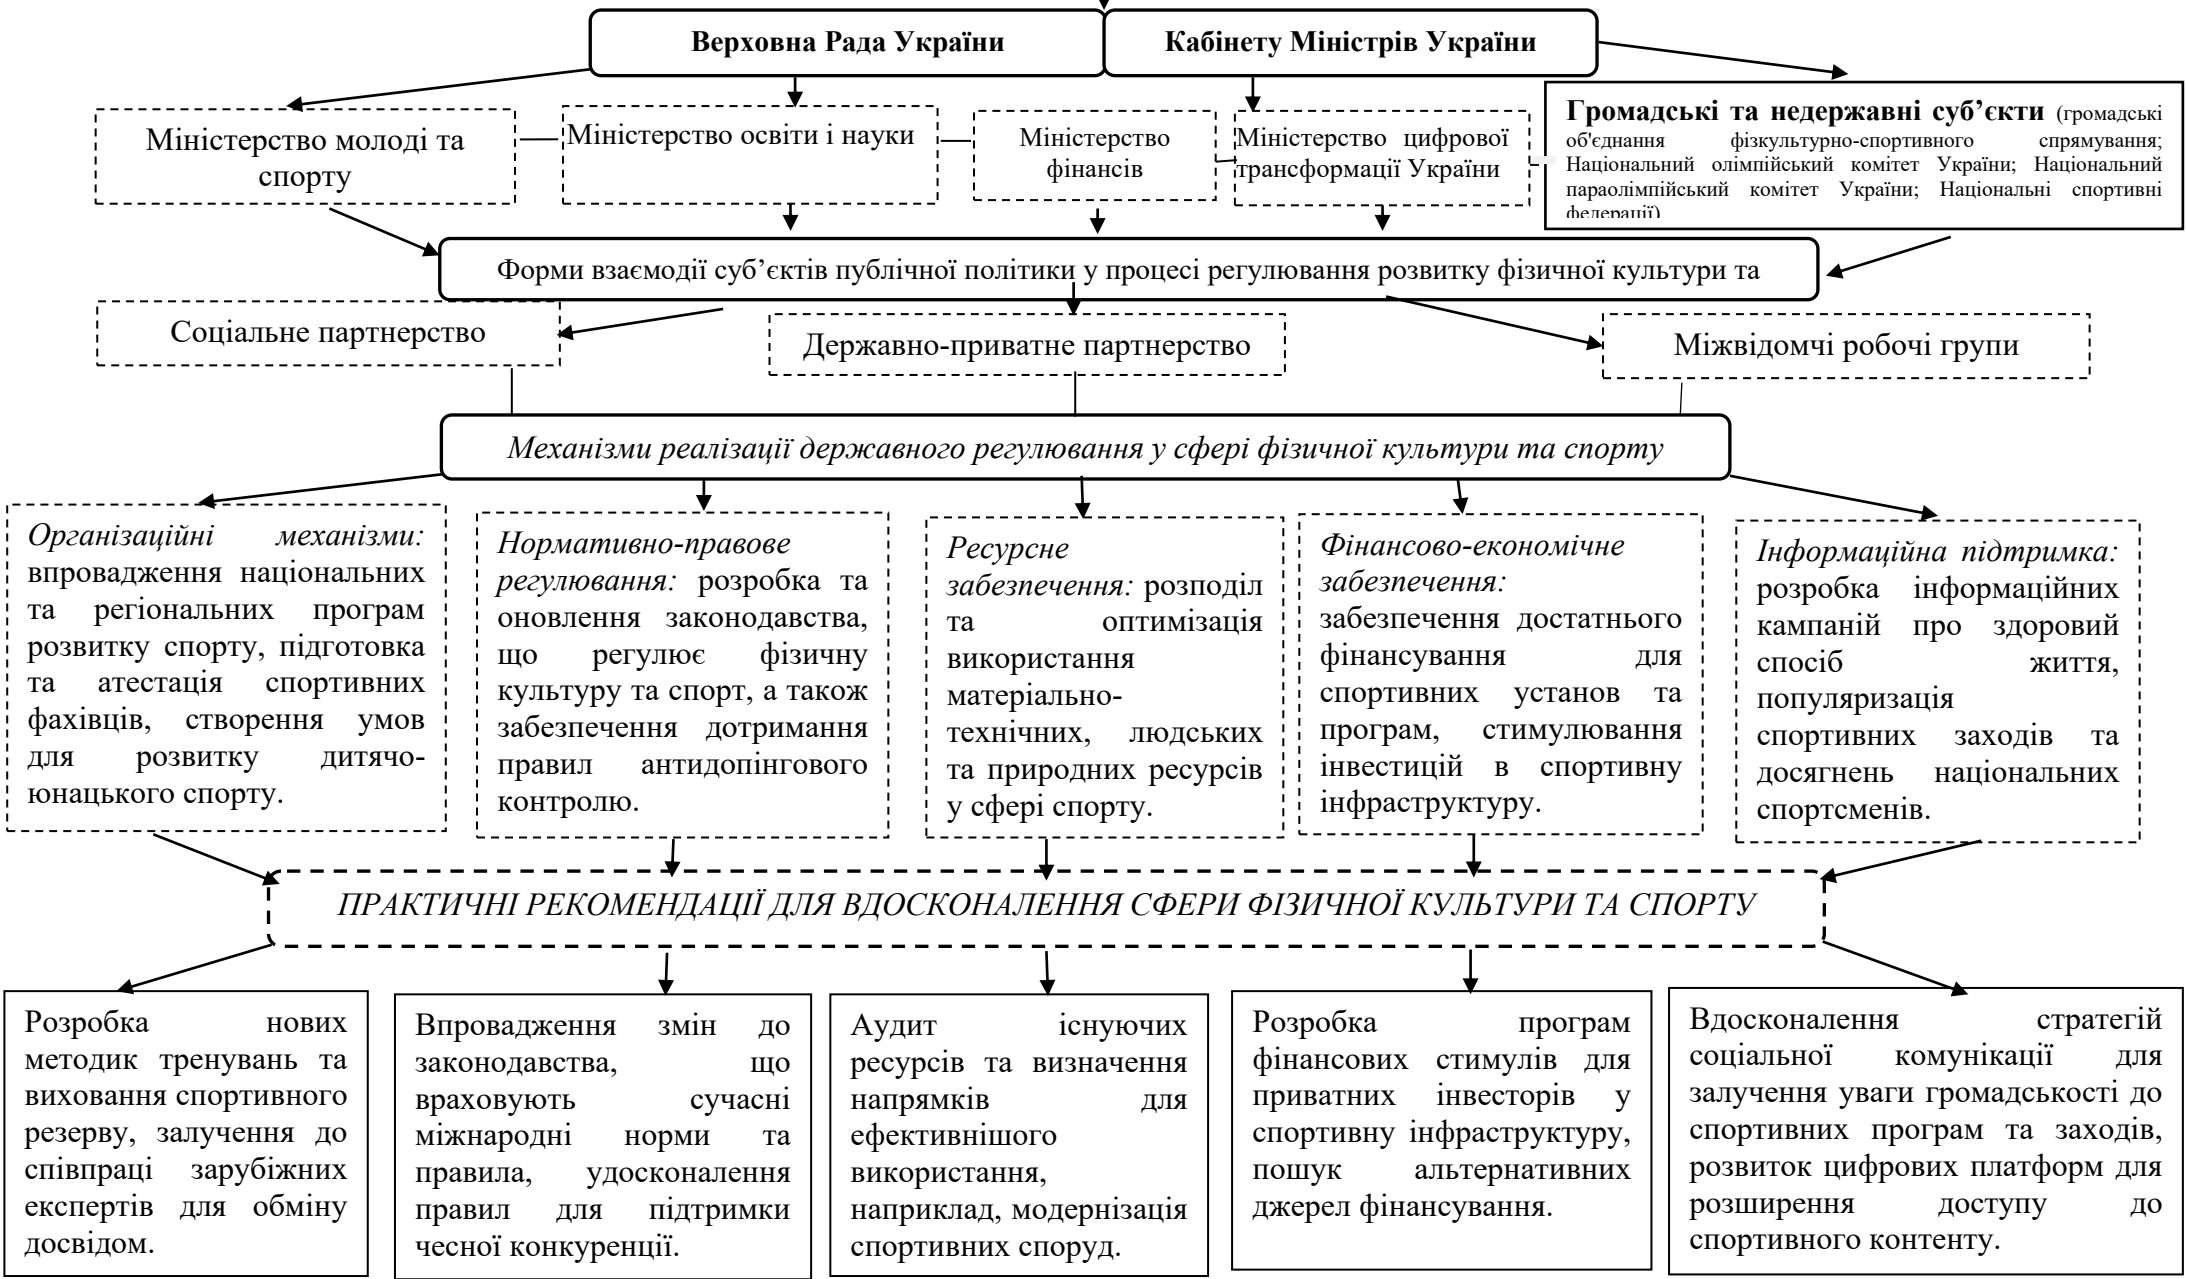 Верховна Рада України
Кабінету Міністрів України
Міністерство молоді та
спорту
Міністерство освіти і науки
Міністерство
фінансів
Міністерство цифрової
трансформації України
Громадські та недержавні суб’єкти (громадські
об'єднання фізкультурно-спортивного спрямування;
Національний олімпійський комітет України; Національний
параолімпійський комітет України; Національні спортивні
федерації)
Форми взаємодії суб’єктів публічної політики у процесі регулювання розвитку фізичної культури та
Соціальне партнерство
Державно-приватне партнерство
Міжвідомчі робочі групи
Механізми реалізації державного регулювання у сфері фізичної культури та спорту
Організаційні механізми:
впровадження національних
та регіональних програм
розвитку спорту, підготовка
та атестація спортивних
фахівців, створення умов
для розвитку дитячо-
юнацького спорту.
Нормативно-правове
регулювання: розробка та
оновлення законодавства,
що регулює фізичну
культуру та спорт, а також
забезпечення дотримання
правил антидопінгового
контролю.
Ресурсне
забезпечення: розподіл
та оптимізація
використання
матеріально-
технічних, людських
та природних ресурсів
у сфері спорту.
Фінансово-економічне
забезпечення:
забезпечення достатнього
фінансування для
спортивних установ та
програм, стимулювання
інвестицій в спортивну
інфраструктуру.
Інформаційна підтримка:
розробка інформаційних
кампаній про здоровий
спосіб життя,
популяризація
спортивних заходів та
досягнень національних
спортсменів.
ПРАКТИЧНІ РЕКОМЕНДАЦІЇ ДЛЯ ВДОСКОНАЛЕННЯ СФЕРИ ФІЗИЧНОЇ КУЛЬТУРИ ТА СПОРТУ
Розробка нових
методик тренувань та
виховання спортивного
резерву, залучення до
співпраці зарубіжних
експертів для обміну
досвідом.
Впровадження змін до
законодавства, що
враховують сучасні
міжнародні норми та
правила, удосконалення
правил для підтримки
чесної конкуренції.
Аудит існуючих
ресурсів та визначення
напрямків для
ефективнішого
використання,
наприклад, модернізація
спортивних споруд.
Розробка програм
фінансових стимулів для
приватних інвесторів у
спортивну інфраструктуру,
пошук альтернативних
джерел фінансування.
Вдосконалення стратегій
соціальної комунікації для
залучення уваги громадськості до
спортивних програм та заходів,
розвиток цифрових платформ для
розширення доступу до
спортивного контенту.